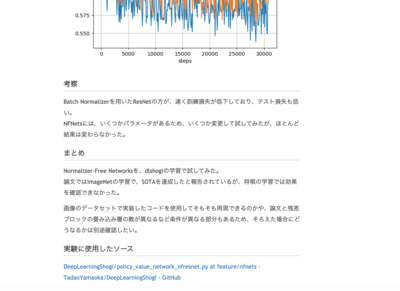 0.575
0.550
0 5000 10000 15000 20000 25000 30000
steps
考察
Batch Normalizerを用いたResNetの方が、速く訓練損失が低下しており、テスト損失も低
い。
NFNetsには、いくつかパラメータがあるため、いくつか変更して試してみたが、ほとんど
結果は変わらなかった。
まとめ
Normalizer-Free Networksを、dlshogiの学習で試してみた。
論文ではImageNetの学習で、SOTAを達成したと報告されているが、将棋の学習では効果
を確認できなかった。
画像のデータセットで実装したコードを使用してそもそも再現できるのかや、論文と残差
ブロックの畳み込み層の数が異なるなど条件が異なる部分もあるため、そろえた場合にど
うなるかは別途確認したい。
実験に使用したソース
DeepLearningShogi/policy_value_network_nfresnet.py at feature/nfnets ·
TadaoYamaoka/DeepLearningShogi · GitHub